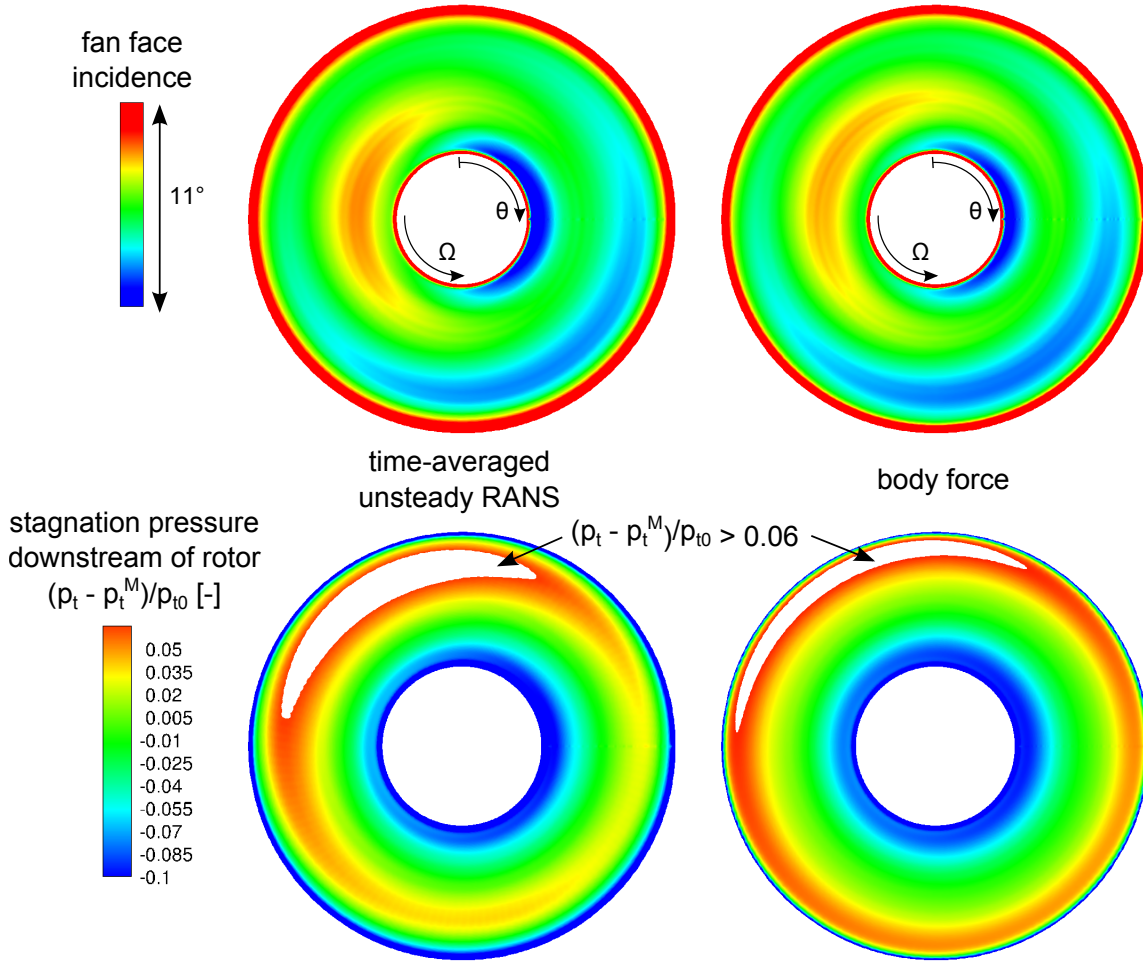 fan face
incidence
11°
θ
Ω
θ
Ω
time-averaged
unsteady RANS
body force
stagnation pressure
downstream of rotor
(pₜ - pₜᴹ)/pₜ₀ [-]
(pₜ - pₜᴹ)/pₜ₀ > 0.06
0.05
0.035
0.02
0.005
-0.01
-0.025
-0.04
-0.055
-0.07
-0.085
-0.1